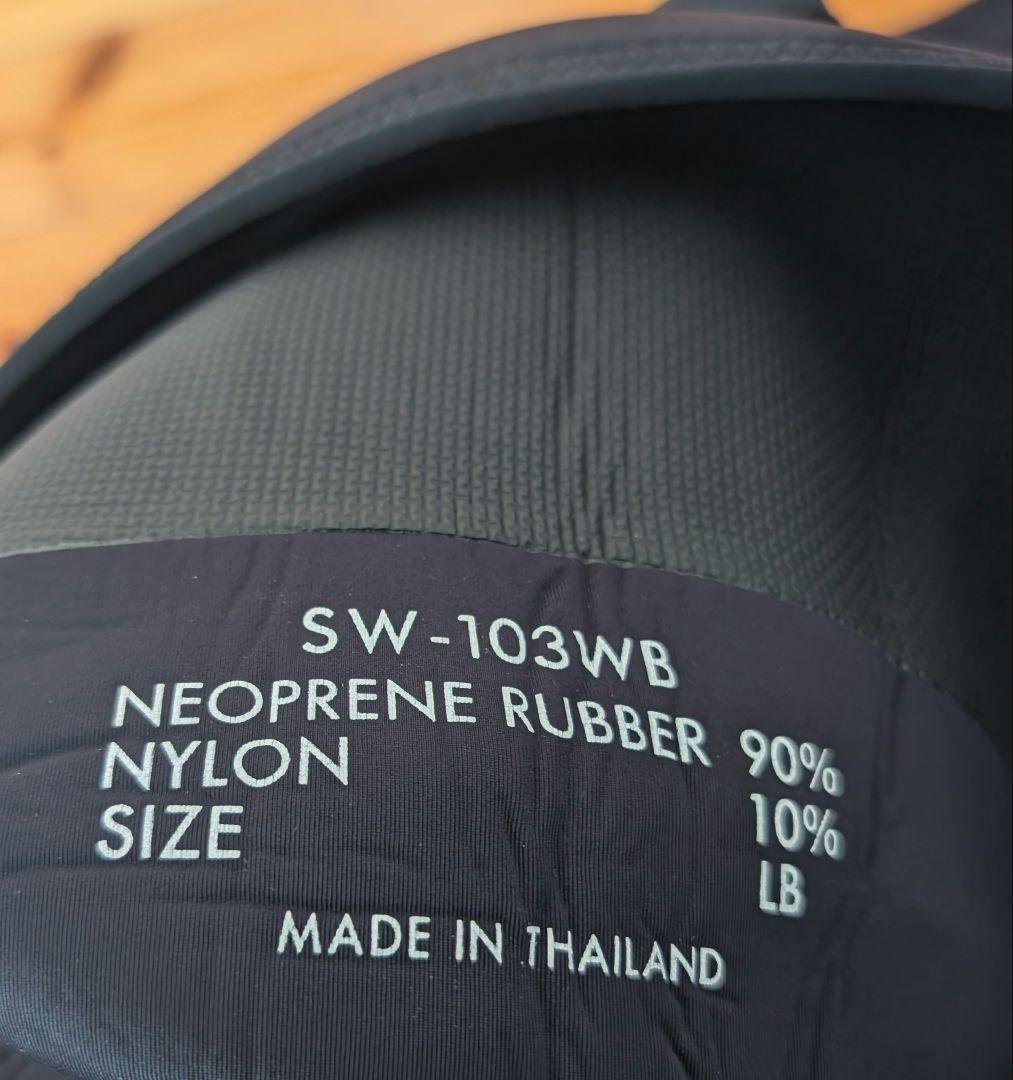 SW-103WB
NEOPRENE RUBBER 90%
NYLON 10%
SIZE LB
MADE IN THAILAND